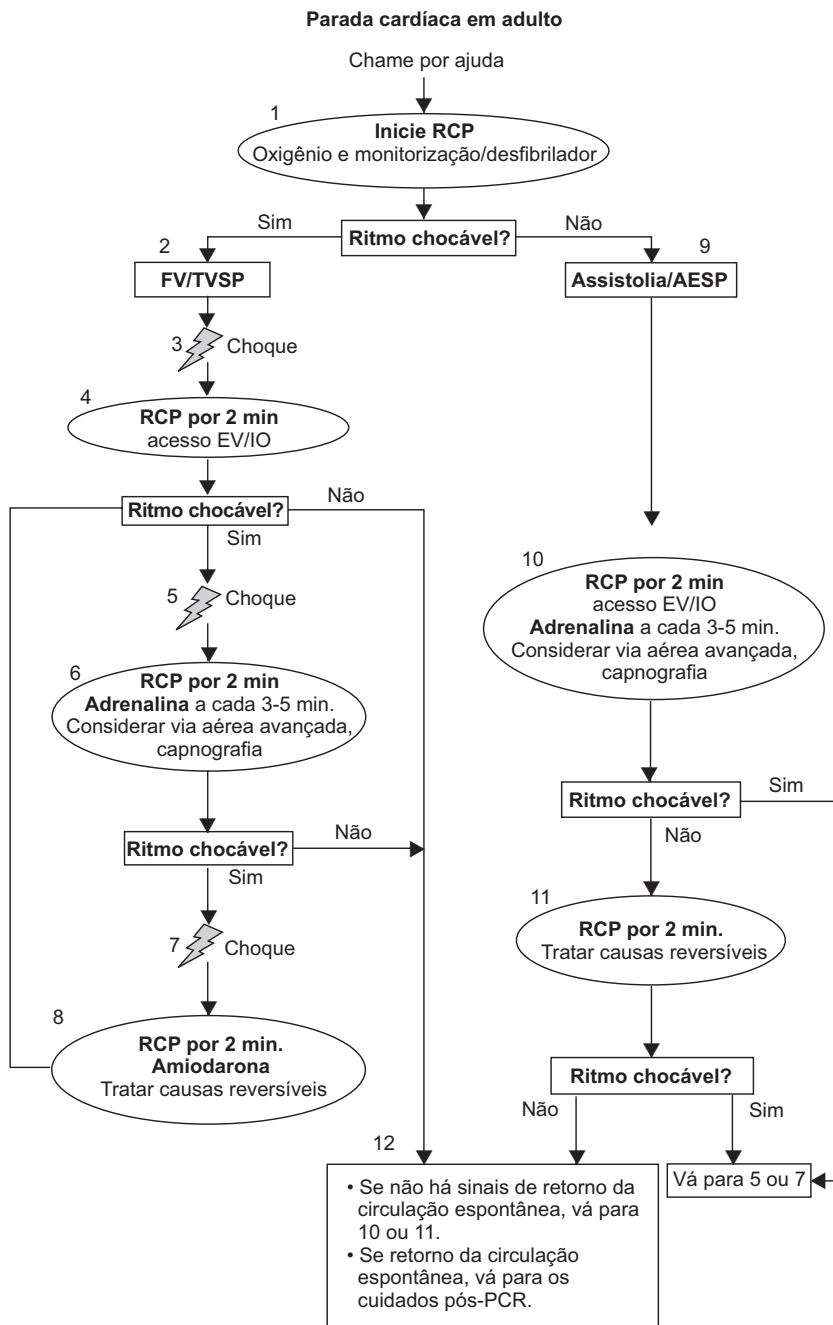 Parada cardíaca em adulto
Chame por ajuda
1
Inicie RCP
Oxigênio e monitorização/desfibrilador
Sim
Ritmo chocável?
Não
2
FV/TVSP
9
Assistolia/AESP
3
Choque
4
RCP por 2 min
acesso EV/IO
Ritmo chocável?
Não
Sim
5
Choque
6
RCP por 2 min
Adrenalina a cada 3-5 min.
Considerar via aérea avançada,
capnografia
Ritmo chocável?
Não
Sim
7
Choque
8
RCP por 2 min.
Amiodarona
Tratar causas reversíveis
10
RCP por 2 min
acesso EV/IO
Adrenalina a cada 3-5 min.
Considerar via aérea avançada,
capnografia
Ritmo chocável?
Sim
Não
11
RCP por 2 min.
Tratar causas reversíveis
Ritmo chocável?
Não
Sim
12
• Se não há sinais de retorno da
circulação espontânea, vá para
10 ou 11.
• Se retorno da circulação
espontânea, vá para os
cuidados pós-PCR.
Vá para 5 ou 7